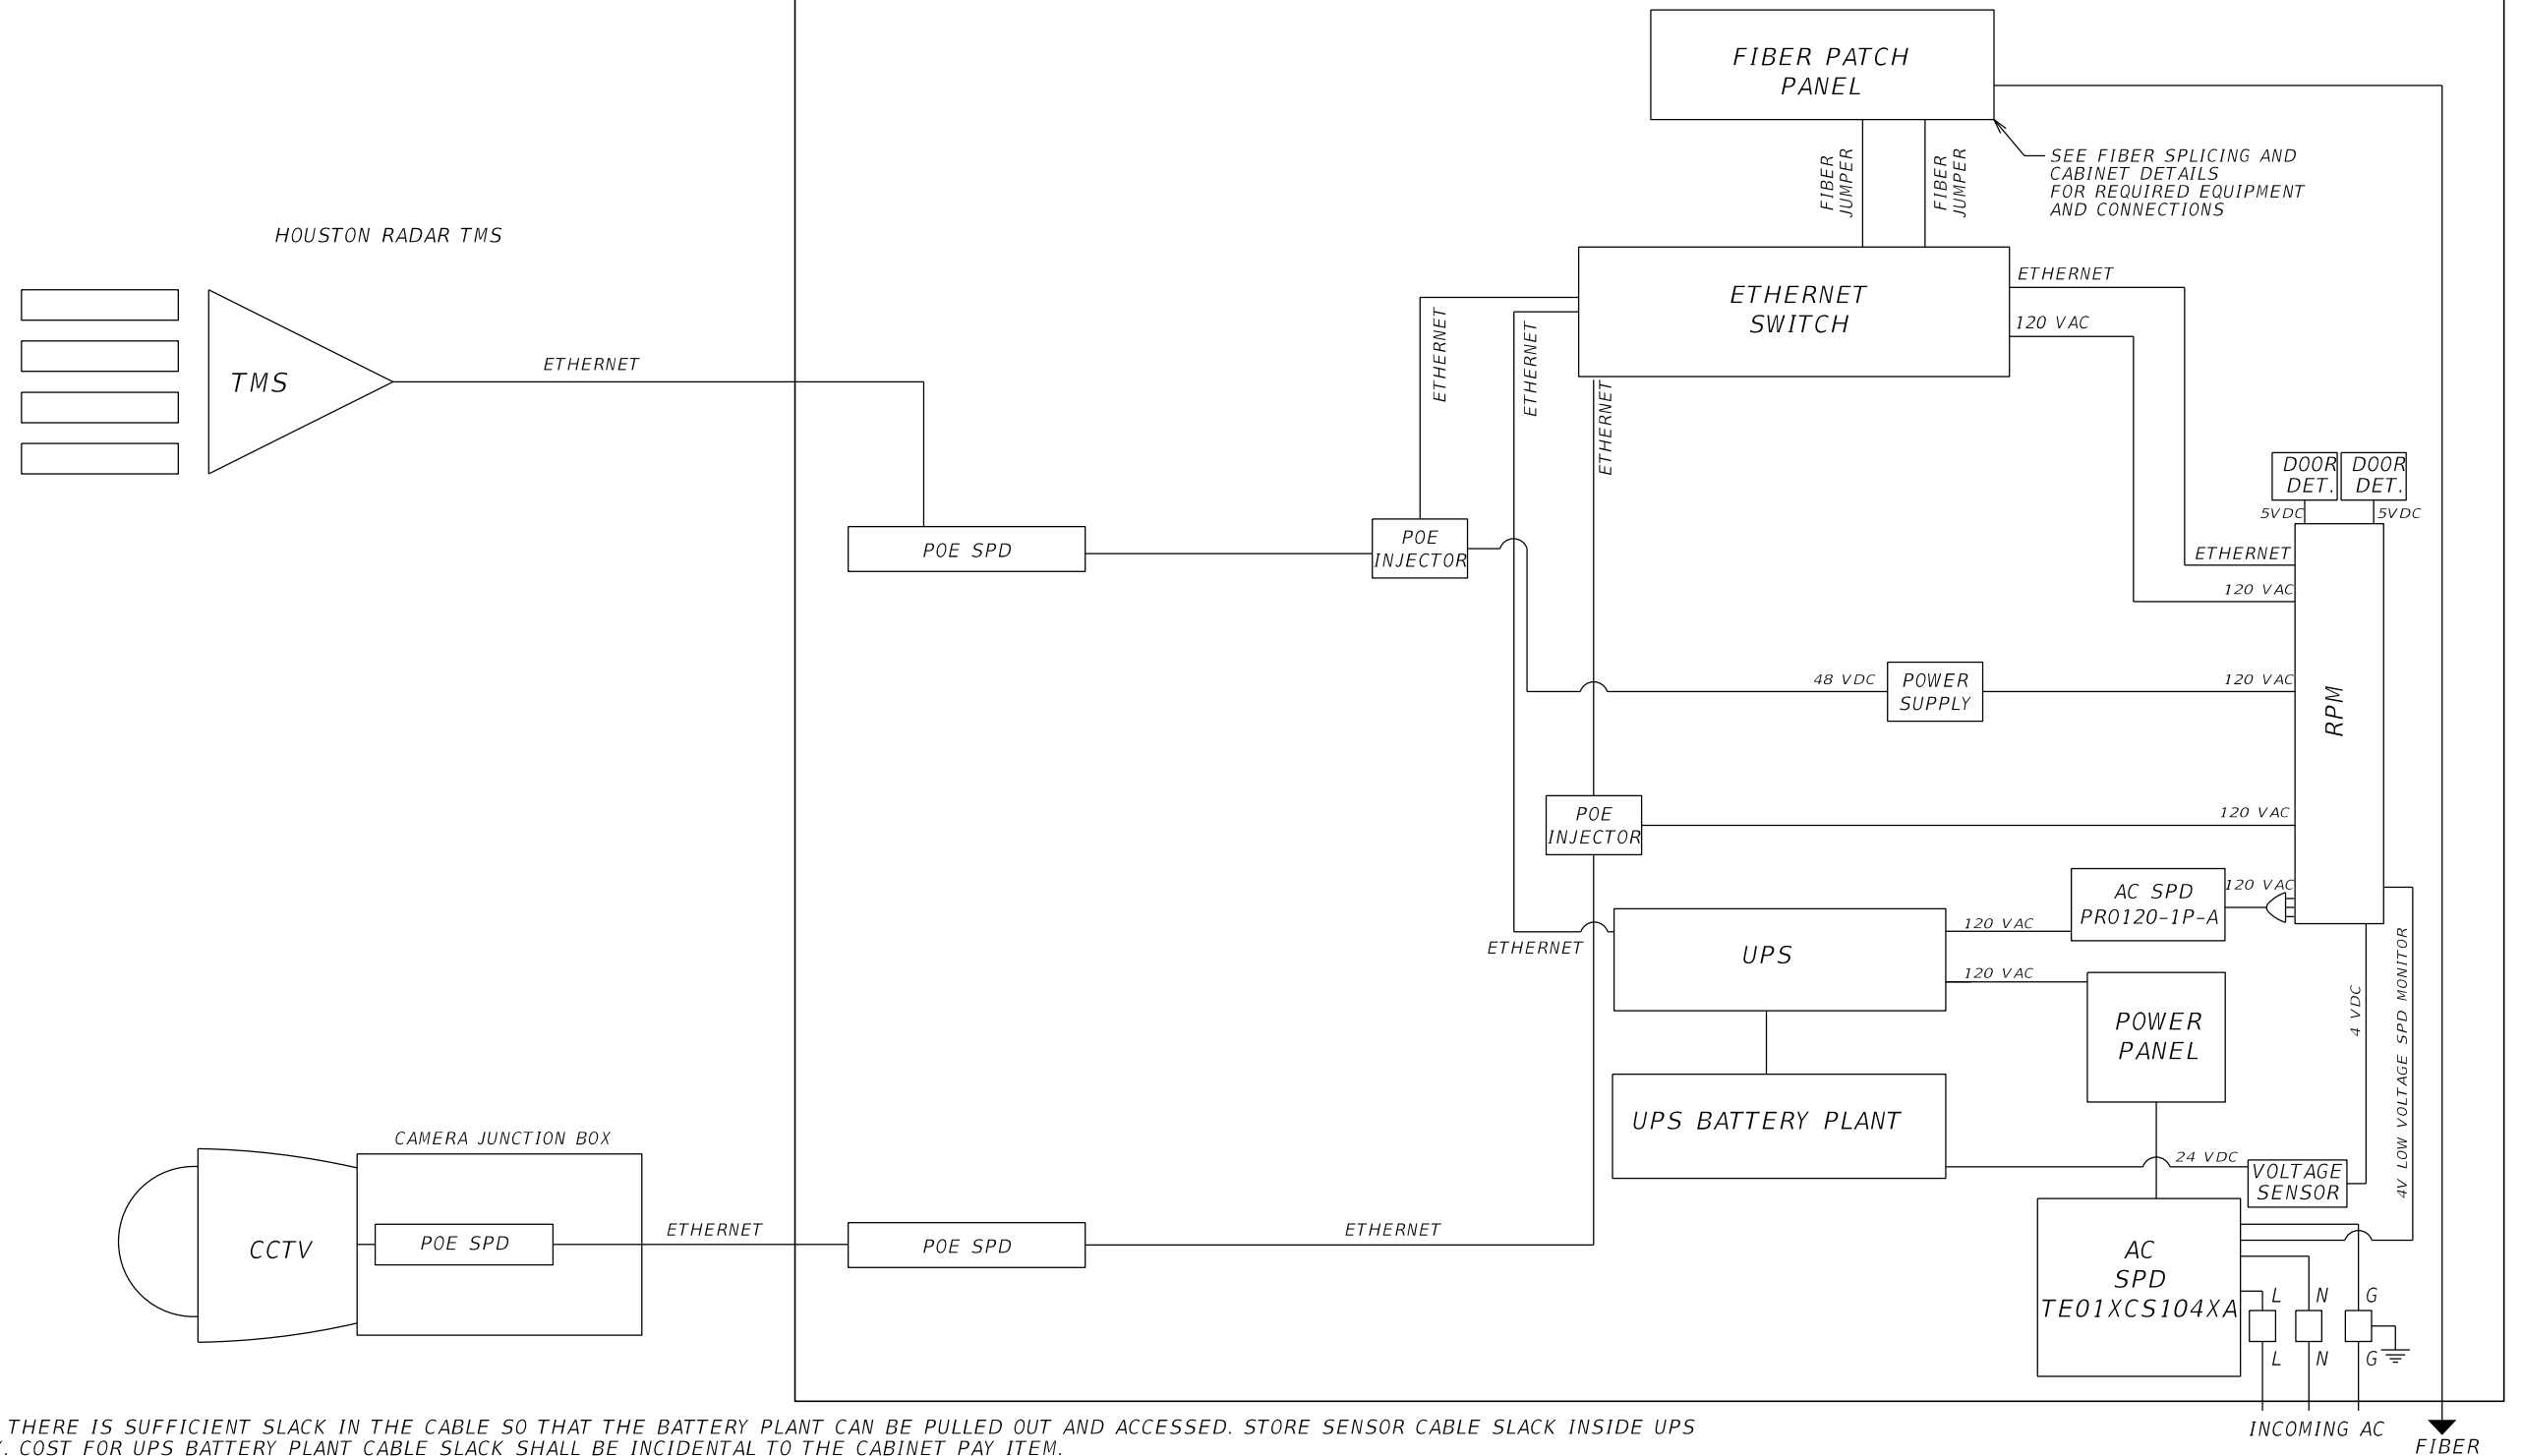 FIBER PATCH
PANEL
FIBER
JUMPER
FIBER
JUMPER
SEE FIBER SPLICING AND
CABINET DETAILS
FOR REQUIRED EQUIPMENT
AND CONNECTIONS
HOUSTON RADAR TMS
TMS
ETHERNET
ETHERNET
SWITCH
ETHERNET
120 VAC
ETHERNET
ETHERNET
ETHERNET
DOOR
DET.
DOOR
DET.
5VDC
5VDC
POE SPD
POE
INJECTOR
ETHERNET
120 VAC
48 VDC
POWER
SUPPLY
120 VAC
RPM
POE
INJECTOR
120 VAC
AC SPD
PRO120-1P-A
120 VAC
UPS
120 VAC
ETHERNET
120 VAC
POWER
PANEL
4 VDC
4V LOW VOLTAGE SPD MONITOR
UPS BATTERY PLANT
24 VDC
VOLTAGE
SENSOR
CAMERA JUNCTION BOX
CCTV
POE SPD
ETHERNET
POE SPD
ETHERNET
AC
SPD
TE01XCS104XA
L
N
G
L
N
G
THERE IS SUFFICIENT SLACK IN THE CABLE SO THAT THE BATTERY PLANT CAN BE PULLED OUT AND ACCESSED. STORE SENSOR CABLE SLACK INSIDE UPS
. COST FOR UPS BATTERY PLANT CABLE SLACK SHALL BE INCIDENTAL TO THE CABINET PAY ITEM.
INCOMING AC
FIBER